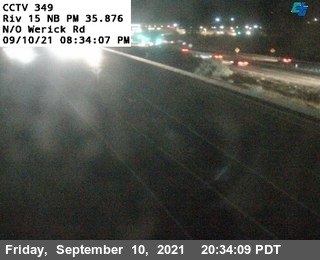 CCTV 349
Riv 15 NB PM 35.876
N/O Werick Rd
09/10/21 08:34:07 PM
Friday, September 10, 2021 20:34:09 PDT